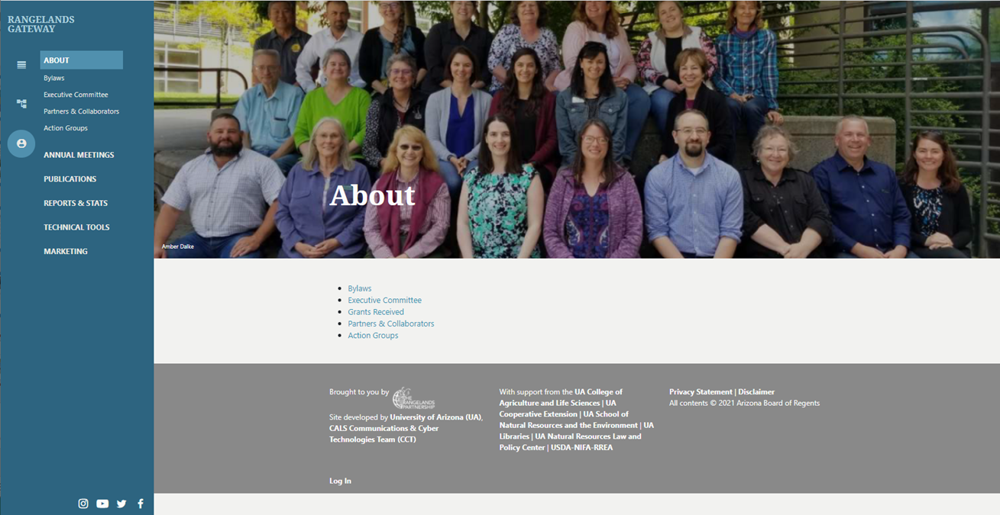 RANGELANDS
GATEWAY
ABOUT
Bylaws
Executive Committee
Partners & Collaborators
Action Groups
ANNUAL MEETINGS
PUBLICATIONS
REPORTS & STATS
TECHNICAL TOOLS
MARKETING
About
Amber Dalke
Bylaws
Executive Committee
Grants Received
Partners & Collaborators
Action Groups
Brought to you by
THE
RANGELANDS
PARTNERSHIP
Site developed by University of Arizona (UA),
CALS Communications & Cyber
Technologies Team (CCT)
With support from the UA College of
Agriculture and Life Sciences | UA
Cooperative Extension | UA School of
Natural Resources and the Environment | UA
Libraries | UA Natural Resources Law and
Policy Center | USDA-NIFA-RREA
Privacy Statement | Disclaimer
All contents © 2021 Arizona Board of Regents
Log In